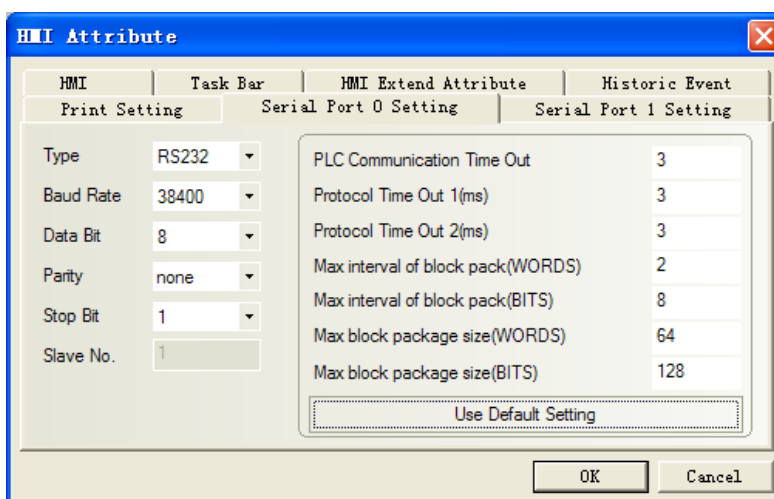 HMI Attribute
HMI Task Bar HMI Extend Attribute Historic Event
Print Setting Serial Port 0 Setting Serial Port 1 Setting
Type RS232 PLC Communication Time Out 3
Baud Rate 38400 Protocol Time Out 1(ms) 3
Data Bit 8 Protocol Time Out 2(ms) 3
Parity none Max interval of block pack(WORDS) 2
Stop Bit 1 Max interval of block pack(BITS) 8
Slave No. 1 Max block package size(WORDS) 64
Max block package size(BITS) 128
Use Default Setting
OK Cancel